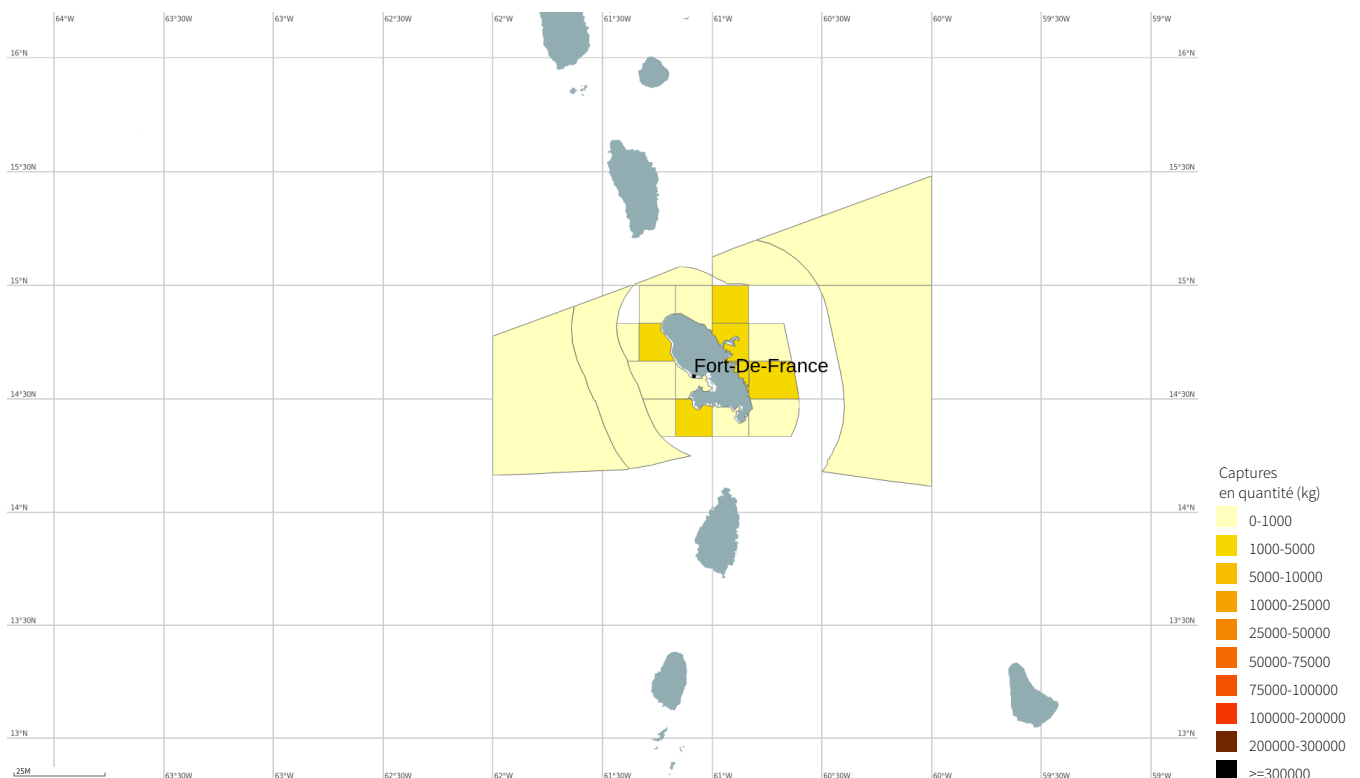 64°W 63°30W 63°W 62°30W 62°W 61°30W 61°W 60°30W 60°W 59°30W 59°W
16°N 16°N
15°30N 15°30N
15°N 15°N
Fort-De-France
14°30N 14°30N
14°N 14°N
13°30N 13°30N
13°N 13°N
25M
63°30W 63°W 62°30W 62°W 61°30W 61°W 60°30W 60°W 59°30W 59°W
Captures
en quantité (kg)
0-1000
1000-5000
5000-10000
10000-25000
25000-50000
50000-75000
75000-100000
100000-200000
200000-300000
>=300000